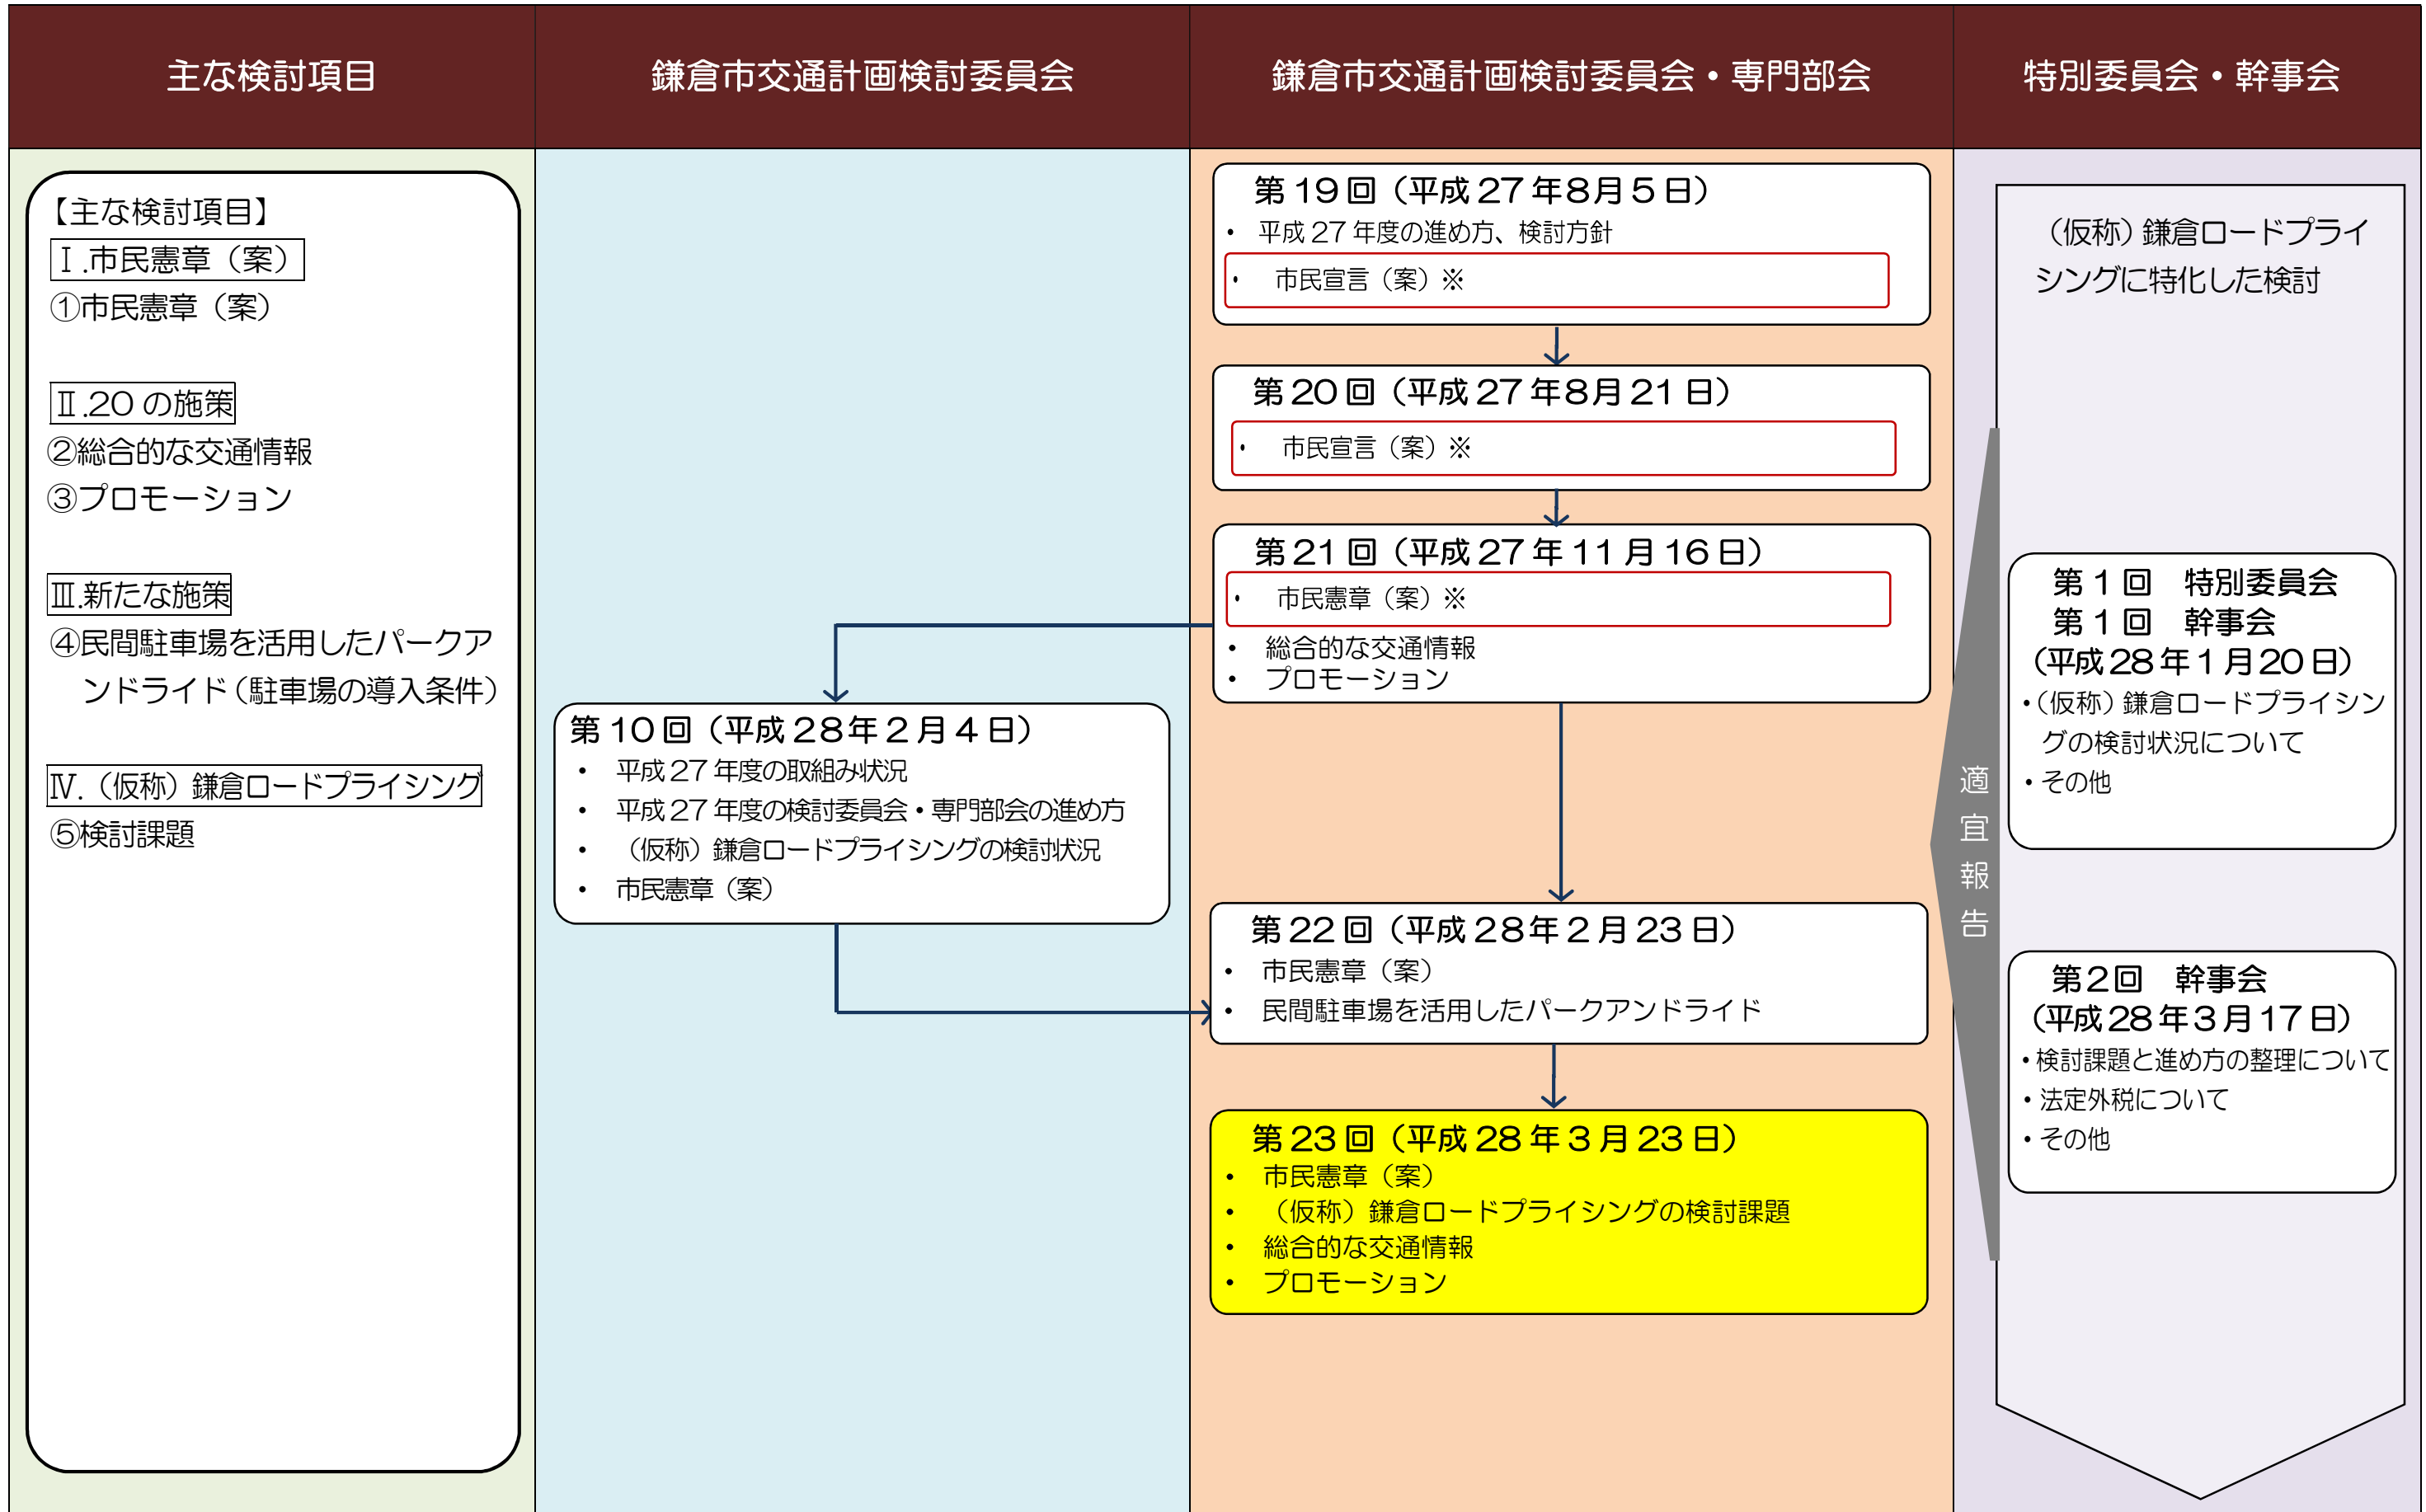 主な検討項目
鎌倉市交通計画検討委員会
鎌倉市交通計画検討委員会・専門部会
特別委員会・幹事会
【主な検討項目】
Ⅰ.市民憲章（案）
①市民憲章（案）
Ⅱ.20の施策
②総合的な交通情報
③プロモーション
Ⅲ.新たな施策
④民間駐車場を活用したパークア
ンドライド（駐車場の導入条件）
Ⅳ.（仮称）鎌倉ロードプライシング
⑤検討課題
第10回（平成28年2月4日）
・ 平成27年度の取組み状況
・ 平成27年度の検討委員会・専門部会の進め方
・ （仮称）鎌倉ロードプライシングの検討状況
・ 市民憲章（案）
第19回（平成27年8月5日）
・ 平成27年度の進め方、検討方針
・ 市民宣言（案）※
第20回（平成27年8月21日）
・ 市民宣言（案）※
第21回（平成27年11月16日）
・ 市民憲章（案）※
・ 総合的な交通情報
・ プロモーション
第22回（平成28年2月23日）
・ 市民憲章（案）
・ 民間駐車場を活用したパークアンドライド
第23回（平成28年3月23日）
・ 市民憲章（案）
・ （仮称）鎌倉ロードプライシングの検討課題
・ 総合的な交通情報
・ プロモーション
適宜報告
（仮称）鎌倉ロードプライ
シングに特化した検討
第1回　特別委員会
第1回　幹事会
（平成28年1月20日）
・（仮称）鎌倉ロードプライシン
グの検討状況について
・その他
第2回　幹事会
（平成28年3月17日）
・検討課題と進め方の整理について
・法定外税について
・その他